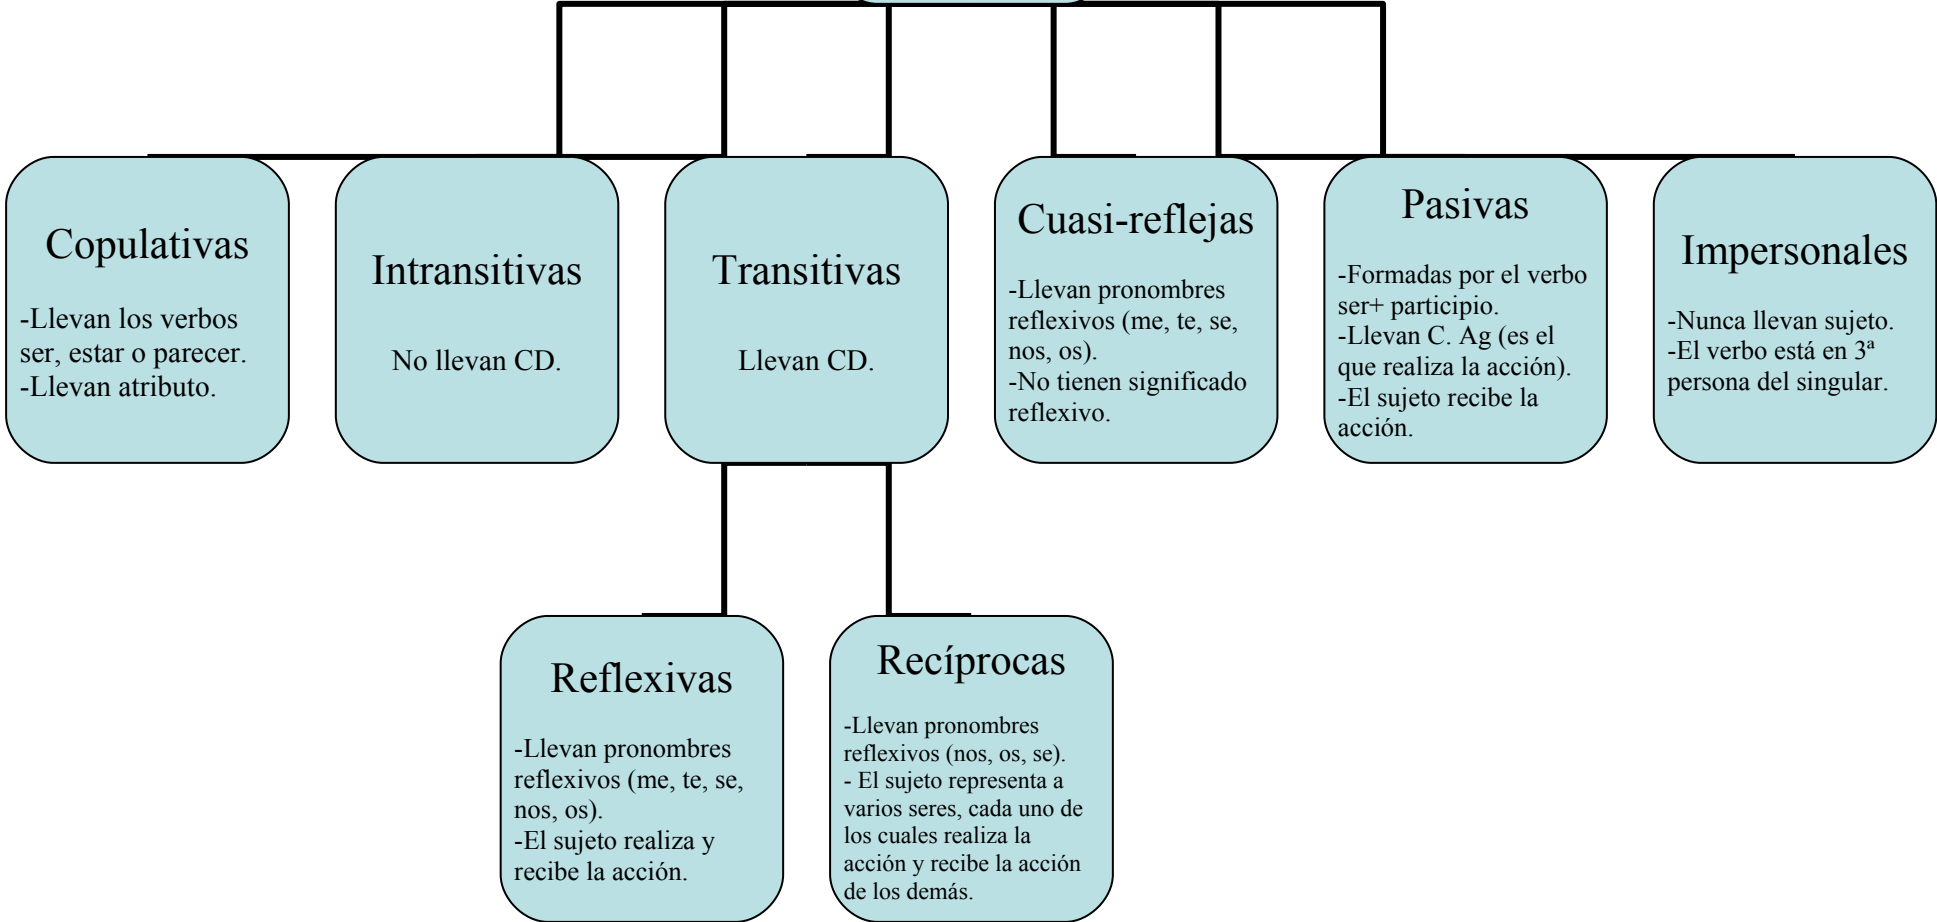 Copulativas
-Llevan los verbos
ser, estar o parecer.
-Llevan atributo.
Intransitivas
No llevan CD.
Transitivas
Llevan CD.
Cuasi-reflejas
-Llevan pronombres
reflexivos (me, te, se,
nos, os).
-No tienen significado
reflexivo.
Pasivas
-Formadas por el verbo
ser+ participio.
-Llevan C. Ag (es el
que realiza la acción).
-El sujeto recibe la
acción.
Impersonales
-Nunca llevan sujeto.
-El verbo está en 3ª
persona del singular.
Reflexivas
-Llevan pronombres
reflexivos (me, te, se,
nos, os).
-El sujeto realiza y
recibe la acción.
Recíprocas
-Llevan pronombres
reflexivos (nos, os, se).
- El sujeto representa a
varios seres, cada uno de
los cuales realiza la
acción y recibe la acción
de los demás.